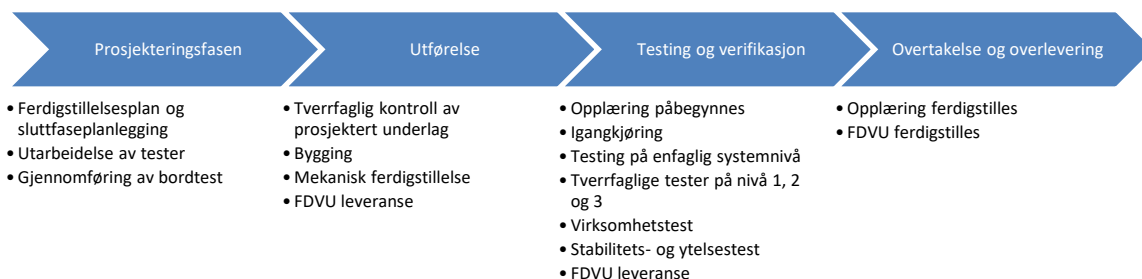 Prosjekteringsfasen
• Ferdigstillelsesplan og
sluttfaseplanlegging
• Utarbeidelse av tester
• Gjennomføring av bordtest
Utførelse
• Tverrfaglig kontroll av
prosjektert underlag
• Bygging
• Mekanisk ferdigstillelse
• FDVU leveranse
Testing og verifikasjon
• Opplæring påbegynnes
• Igangkjøring
• Testing på enfaglig systemnivå
• Tverrfaglige tester på nivå 1, 2
og 3
• Virksomhetstest
• Stabilitets- og ytelsestest
• FDVU leveranse
Overtakelse og overlevering
• Opplæring ferdigstilles
• FDVU ferdigstilles